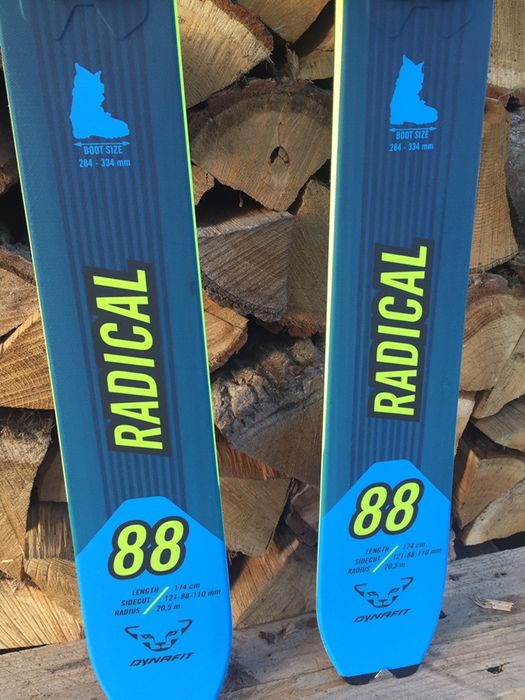 BOOT SIZE
284 - 334 mm
RADICAL
88
LENGTH 174 cm
SIDECUT 121-88-110 mm
RADIUS 20,5 m
DYNAFIT
BOOT SIZE
284 - 334 mm
RADICAL
88
LENGTH 174 cm
SIDECUT 121-88-110 mm
RADIUS 20,5 m
DYNAFIT